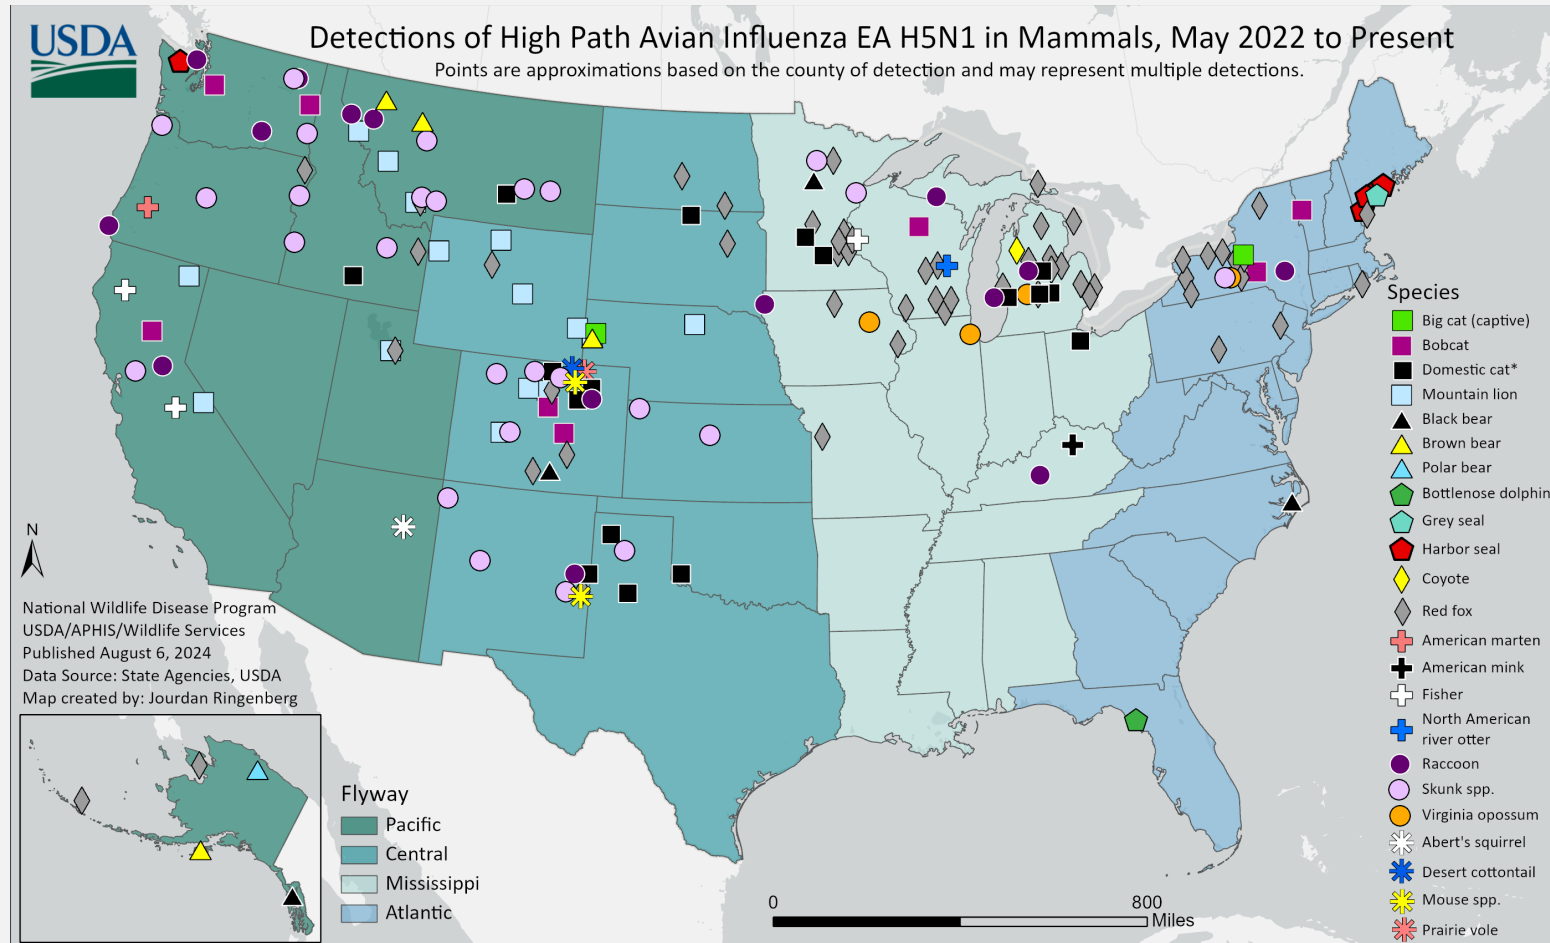 USDA
Detections of High Path Avian Influenza EA H5N1 in Mammals, May 2022 to Present
Points are approximations based on the county of detection and may represent multiple detections.
Species
Big cat (captive)
Bobcat
Domestic cat*
Mountain lion
Black bear
Brown bear
Polar bear
Bottlenose dolphin
Grey seal
Harbor seal
Coyote
Red fox
American marten
American mink
Fisher
North American
river otter
Raccoon
Skunk spp.
Virginia opossum
Abert's squirrel
Desert cottontail
Mouse spp.
Prairie vole
N
National Wildlife Disease Program
USDA/APHIS/Wildlife Services
Published August 6, 2024
Data Source: State Agencies, USDA
Map created by: Jourdan Ringenberg
Flyway
Pacific
Central
Mississippi
Atlantic
0 800
Miles